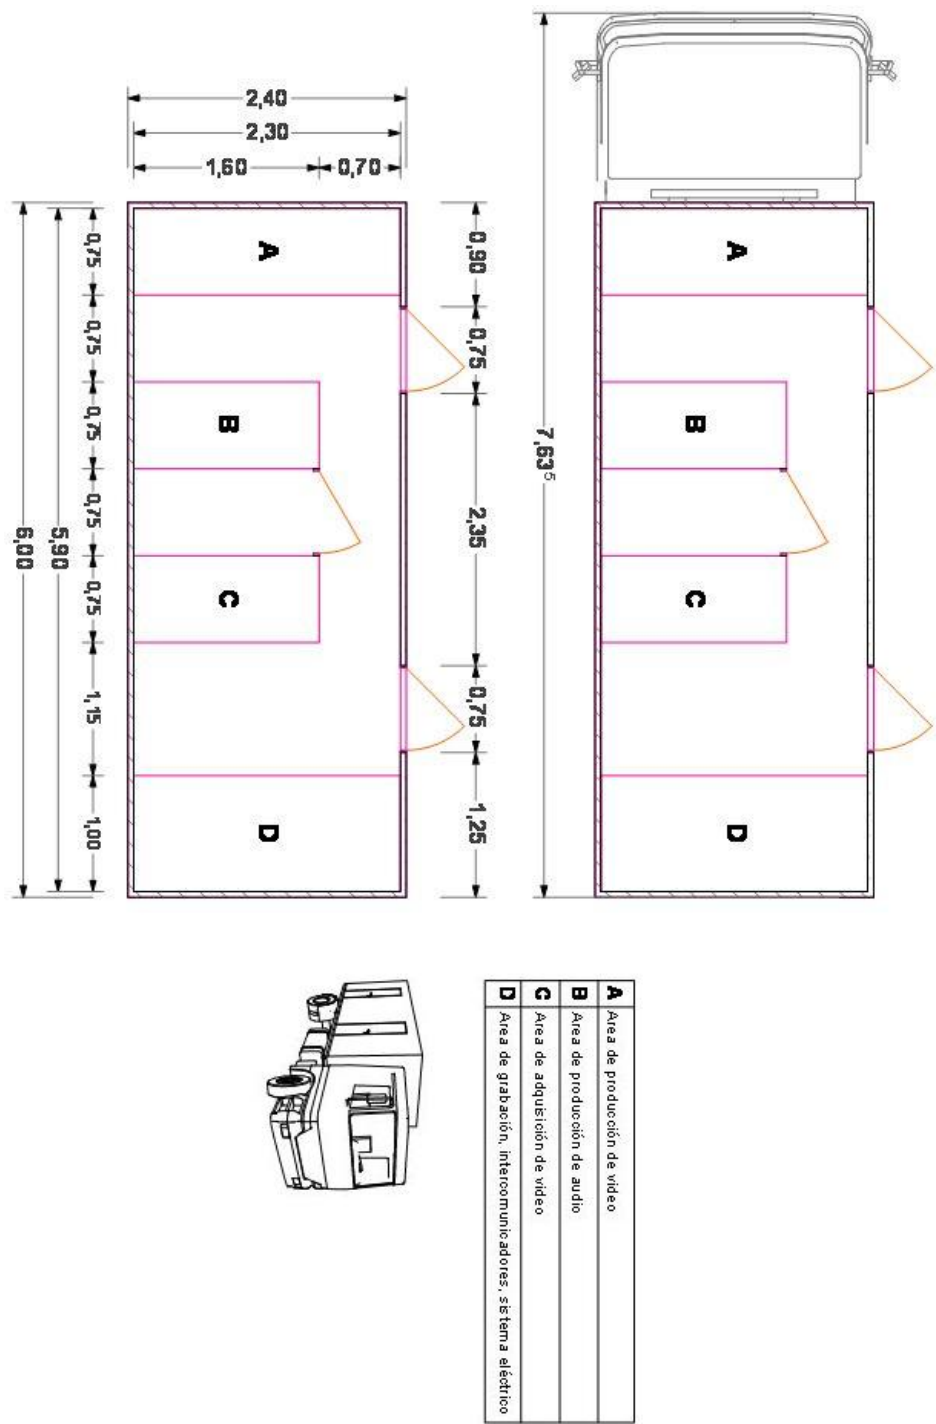 2,40
2,30
1,60
0,70
A
B
C
D
0,75
0,75
0,75
0,75
0,75
1,15
1,00
5,90
6,00
0,90
0,75
2,35
0,75
1,25
7,63⁵
A
B
C
D
A Area de producción de video
B Area de producción de audio
C Area de adquisición de video
D Area de grabación, intercomunicadores, sistema eléctrico